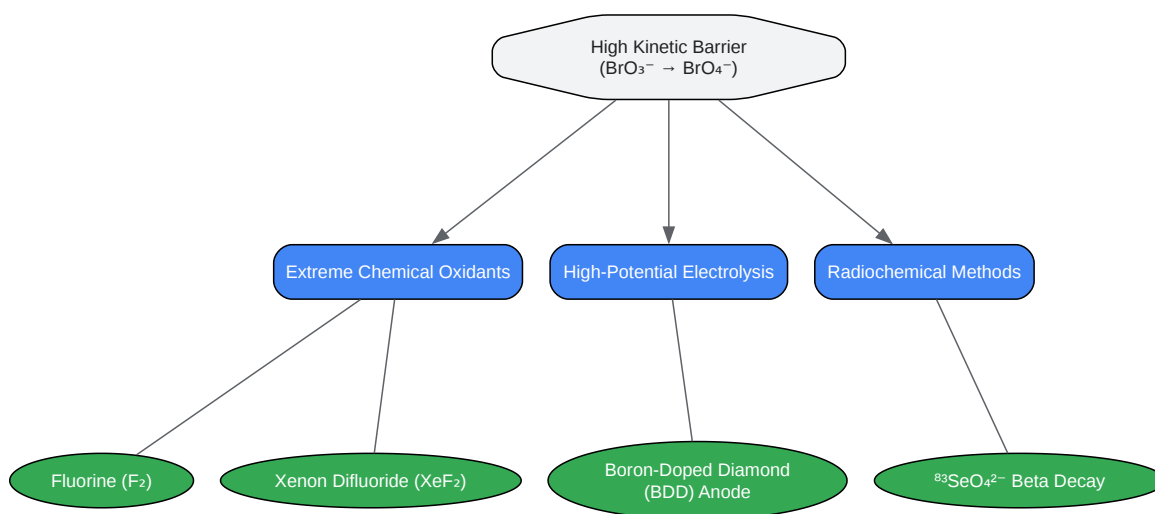 High Kinetic Barrier
(BrO₃⁻ → BrO₄⁻)
Extreme Chemical Oxidants
High-Potential Electrolysis
Radiochemical Methods
Fluorine (F₂)
Xenon Difluoride (XeF₂)
Boron-Doped Diamond
(BDD) Anode
⁸³SeO₄²⁻ Beta Decay